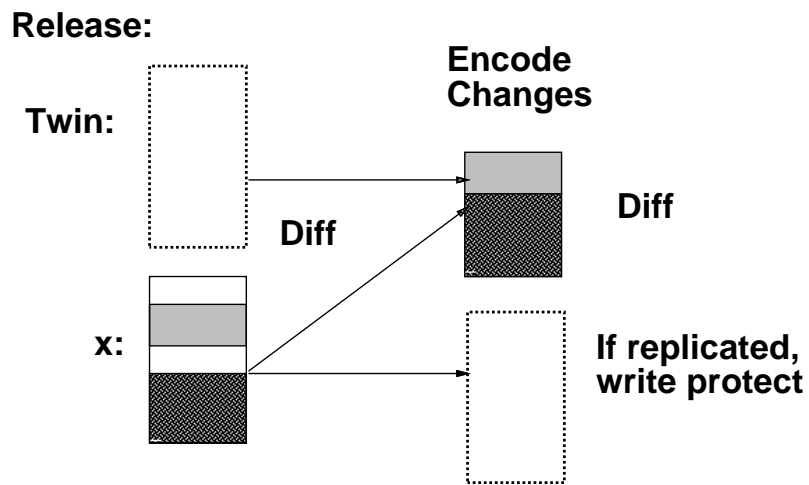 Release:
Encode
Changes
Twin:
Diff
Diff
x:
If replicated,
write protect